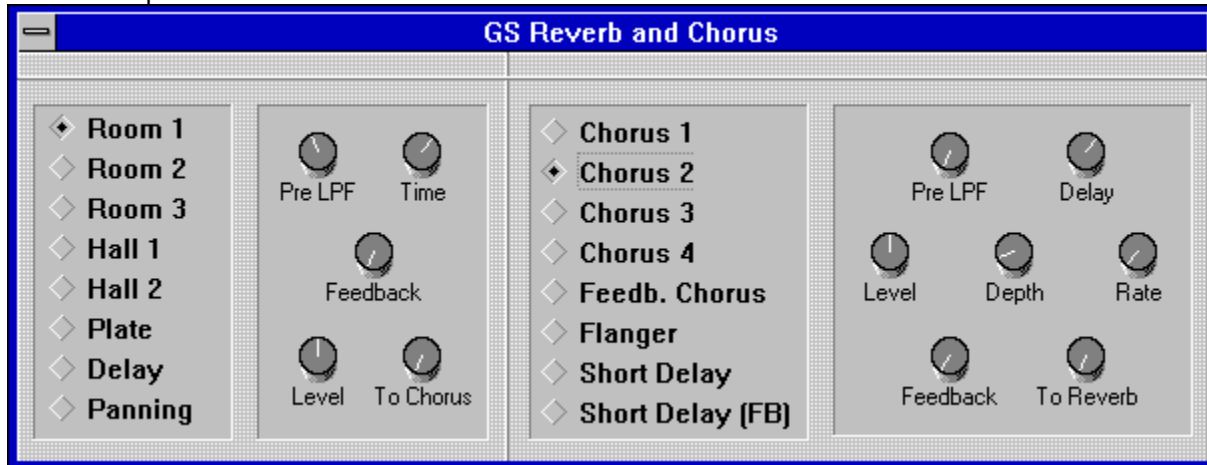 GS Reverb and Chorus
Room 1
Room 2
Room 3
Hall 1
Hall 2
Plate
Delay
Panning
Pre LPF
Time
Feedback
Level
To Chorus
Chorus 1
Chorus 2
Chorus 3
Chorus 4
Feedb. Chorus
Flanger
Short Delay
Short Delay (FB)
Pre LPF
Delay
Level
Depth
Rate
Feedback
To Reverb